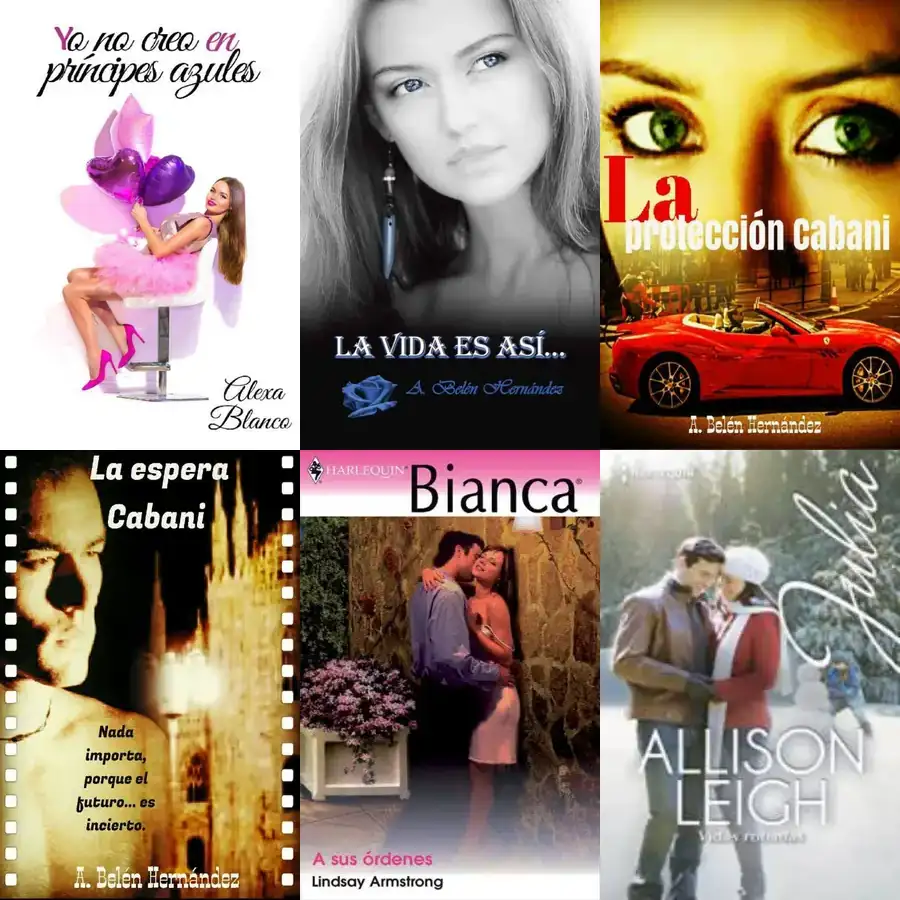 Yo no creo en
príncipes azules
Alexa
Blanco
LA VIDA ES ASÍ...
A. Belén Hernández
La
protección Cabani
A. Belén Hernández
La espera
Cabani
Nada
importa,
porque el
futuro... es
incierto.
A. Belén Hernández
HARLEQUIN®
Bianca®
A sus órdenes
Lindsay Armstrong
Julia
ALLISON
LEIGH